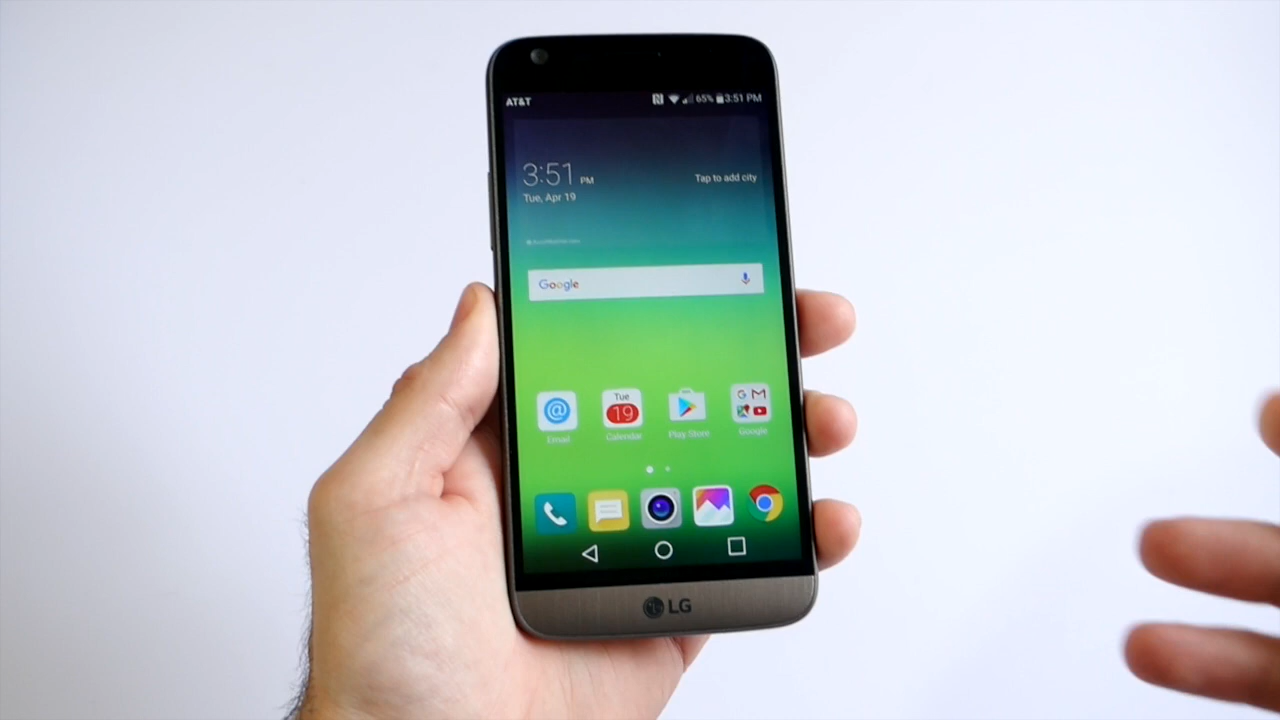 AT&T 65% 3:51 PM
3:51 PM
Tap to add city
Tue, Apr 19
Google
Tue
19
Email Calendar Play Store Google
LG